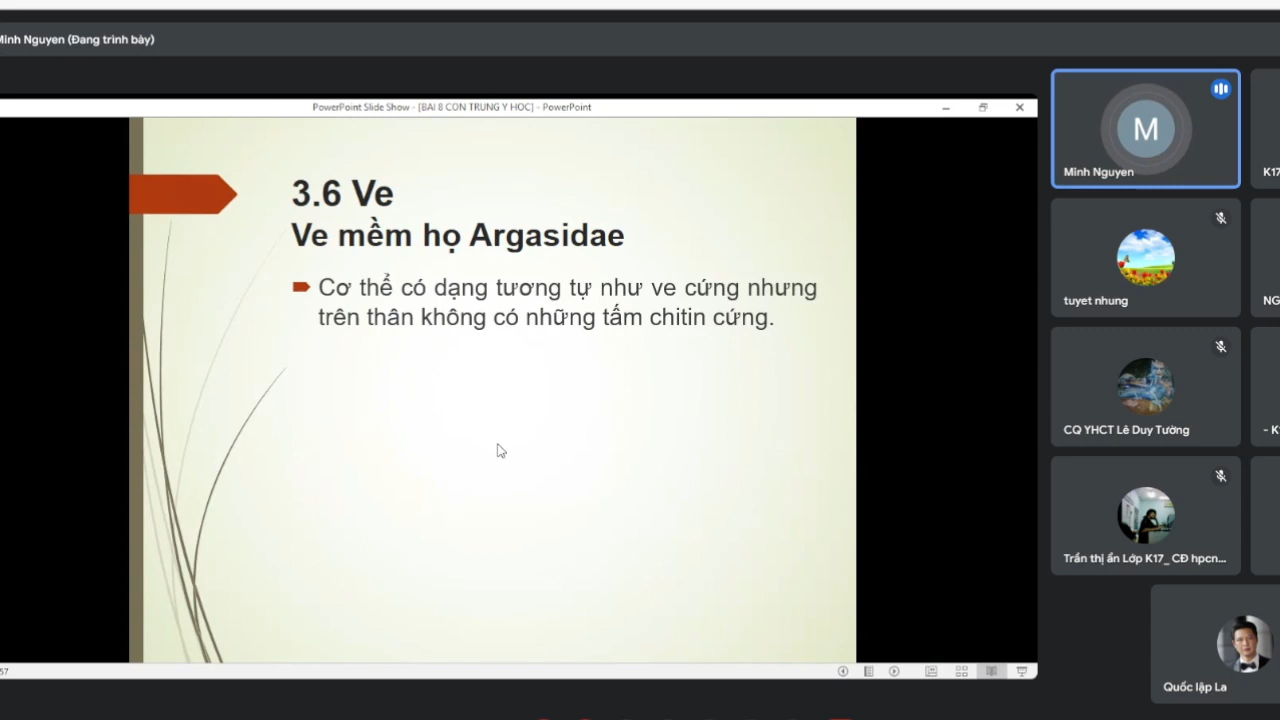 Minh Nguyen (Đang trình bày)
PowerPoint Slide Show - [BAI 8 CON TRUNG Y HOC] - PowerPoint
3.6 Ve
Ve mềm họ Argasidae
Cơ thể có dạng tương tự như ve cứng nhưng
trên thân không có những tấm chitin cứng.
57
M
Minh Nguyen
K17
tuyet nhung
NG
CQ YHCT Lê Duy Tường
- K
Trần thị ẩn Lớp K17_ CĐ hpcn...
Quốc lập La